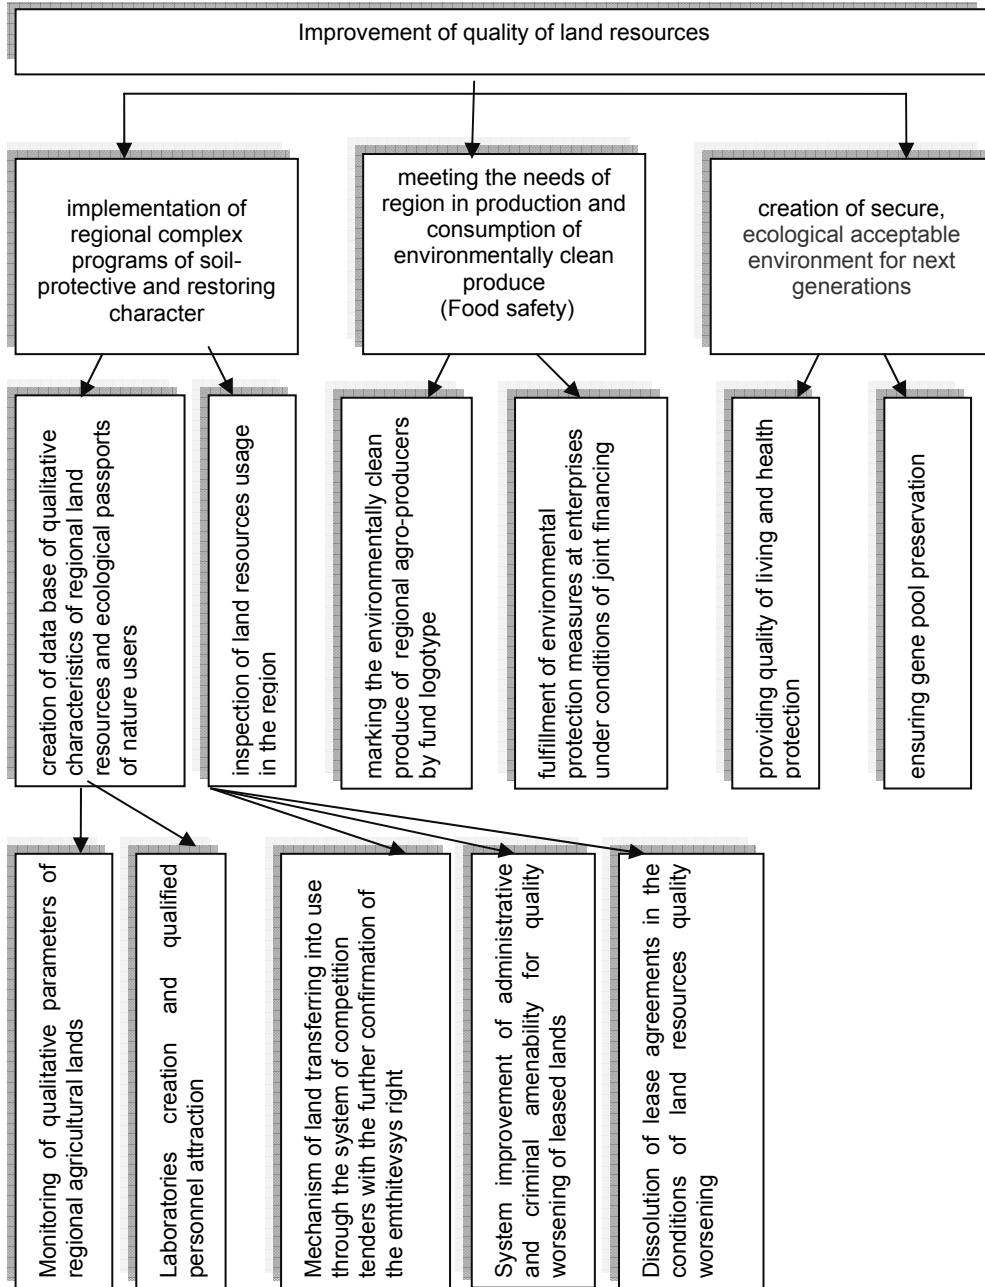 Improvement of quality of land resources
implementation of
regional complex
programs of soil-
protective and restoring
character
meeting the needs of
region in production and
consumption of
environmentally clean
produce
(Food safety)
creation of secure,
ecological acceptable
environment for next
generations
creation of data base of qualitative
characteristics of regional land
resources and ecological passports
of nature users
inspection of land resources usage
in the region
marking the environmentally clean
produce of regional agro-producers
by fund logotype
fulfillment of environmental
protection measures at enterprises
under conditions of joint financing
providing quality of living and health
protection
ensuring gene pool preservation
Monitoring of qualitative parameters of
regional agricultural lands
Laboratories creation and qualified
personnel attraction
Mechanism of land transferring into use
through the system of competition
tenders with the further confirmation of
the emthitevsys right
System improvement of administrative
and criminal amenability for quality
worsening of leased lands
Dissolution of lease agreements in the
conditions of land resources quality
worsening